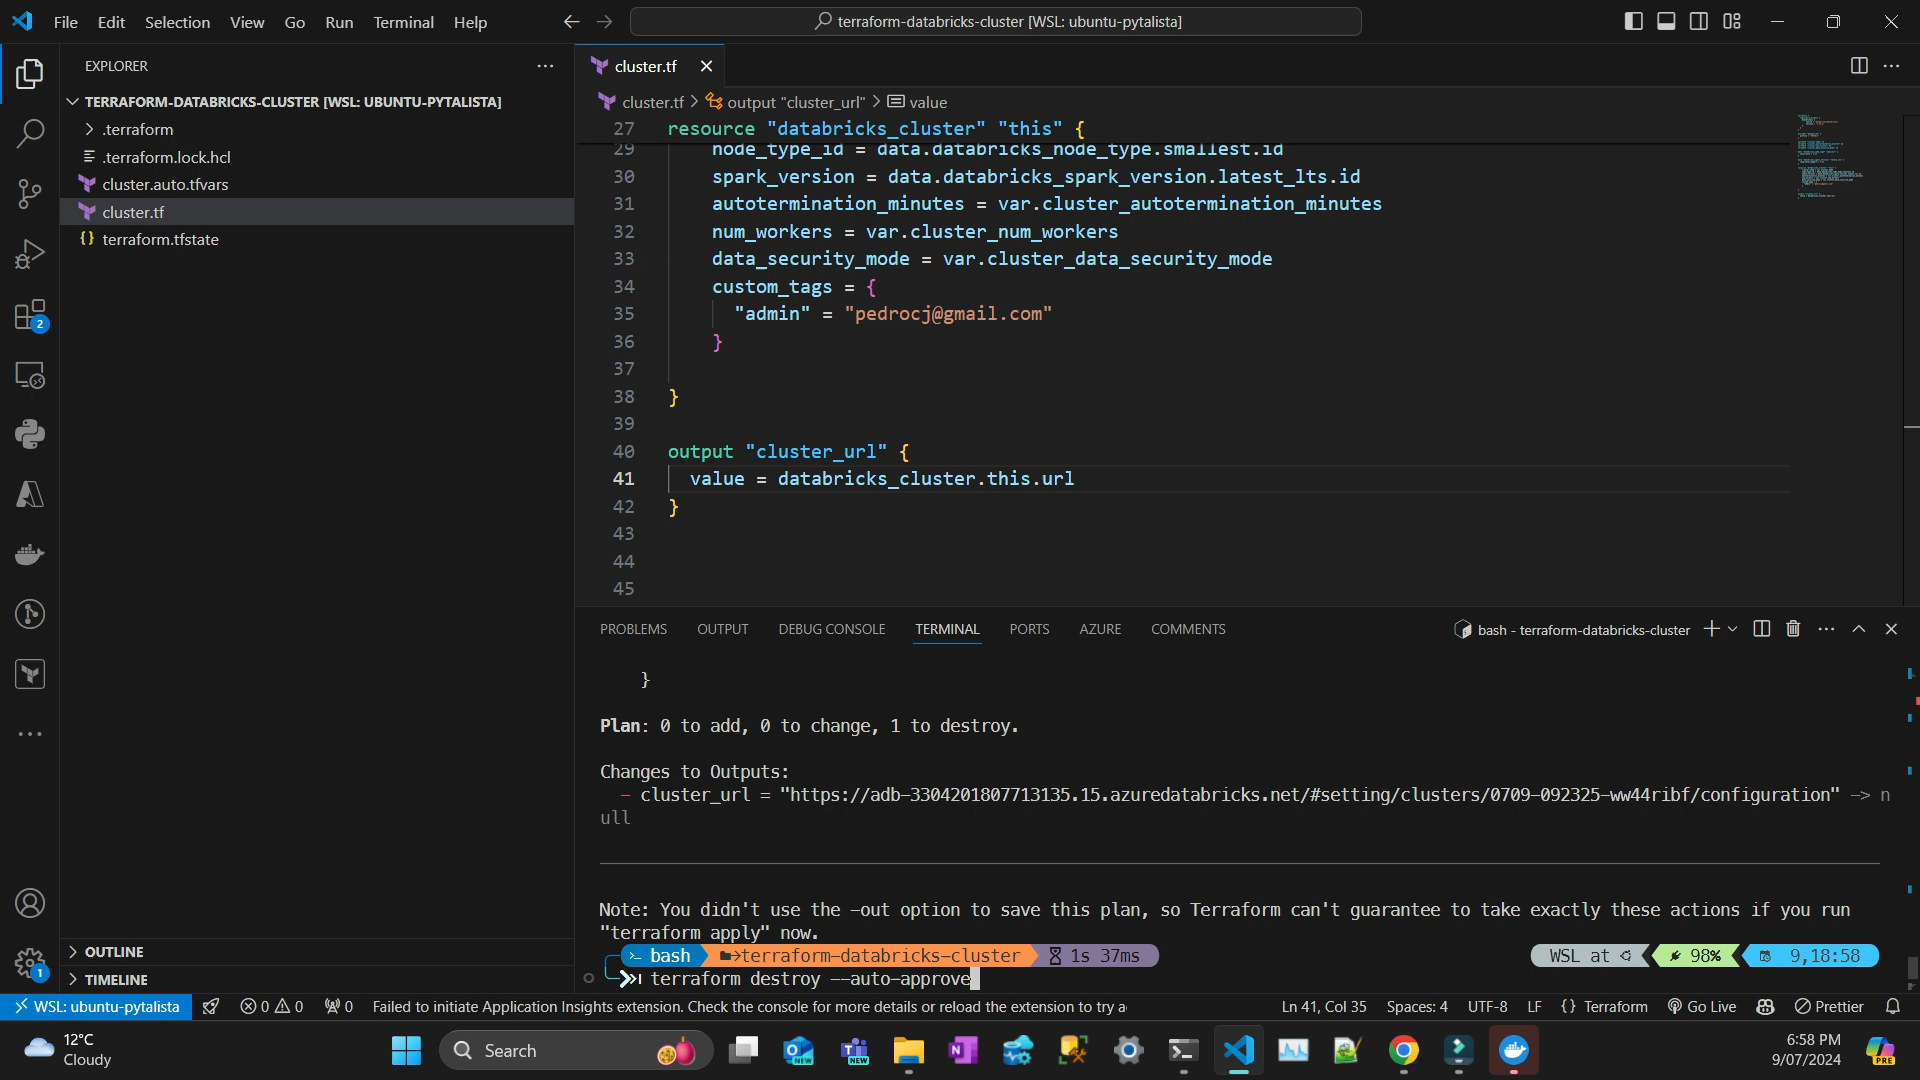 File Edit Selection View Go Run Terminal Help
terraform-databricks-cluster [WSL: ubuntu-pytalista]
EXPLORER
TERRAFORM-DATABRICKS-CLUSTER [WSL: UBUNTU-PYTALISTA]
.terraform
.terraform.lock.hcl
cluster.auto.tfvars
cluster.tf
terraform.tfstate
OUTLINE
TIMELINE
2
1
cluster.tf
cluster.tf > output "cluster_url" > value
27 resource "databricks_cluster" "this" {
29 node_type_id = data.databricks_node_type.smallest.id
30 spark_version = data.databricks_spark_version.latest_lts.id
31 autotermination_minutes = var.cluster_autotermination_minutes
32 num_workers = var.cluster_num_workers
33 data_security_mode = var.cluster_data_security_mode
34 custom_tags = {
35 "admin" = "pedrocj@gmail.com"
36 }
37
38 }
39
40 output "cluster_url" {
41 value = databricks_cluster.this.url
42 }
43
44
45
PROBLEMS OUTPUT DEBUG CONSOLE TERMINAL PORTS AZURE COMMENTS
bash - terraform-databricks-cluster
}
Plan: 0 to add, 0 to change, 1 to destroy.
Changes to Outputs:
- cluster_url = "https://adb-3304201807713135.15.azuredatabricks.net/#setting/clusters/0709-092325-ww44ribf/configuration" -> n
ull
Note: You didn't use the -out option to save this plan, so Terraform can't guarantee to take exactly these actions if you run
"terraform apply" now.
bash terraform-databricks-cluster 1s 37ms WSL at 98% 9,18:58
terraform destroy --auto-approve
WSL: ubuntu-pytalista 0 0 0 Failed to initiate Application Insights extension. Check the console for more details or reload the extension to try a Ln 41, Col 35 Spaces: 4 UTF-8 LF {} Terraform Go Live Prettier
12°C
Cloudy
Search
NEW
NEW
PRE
6:58 PM
9/07/2024